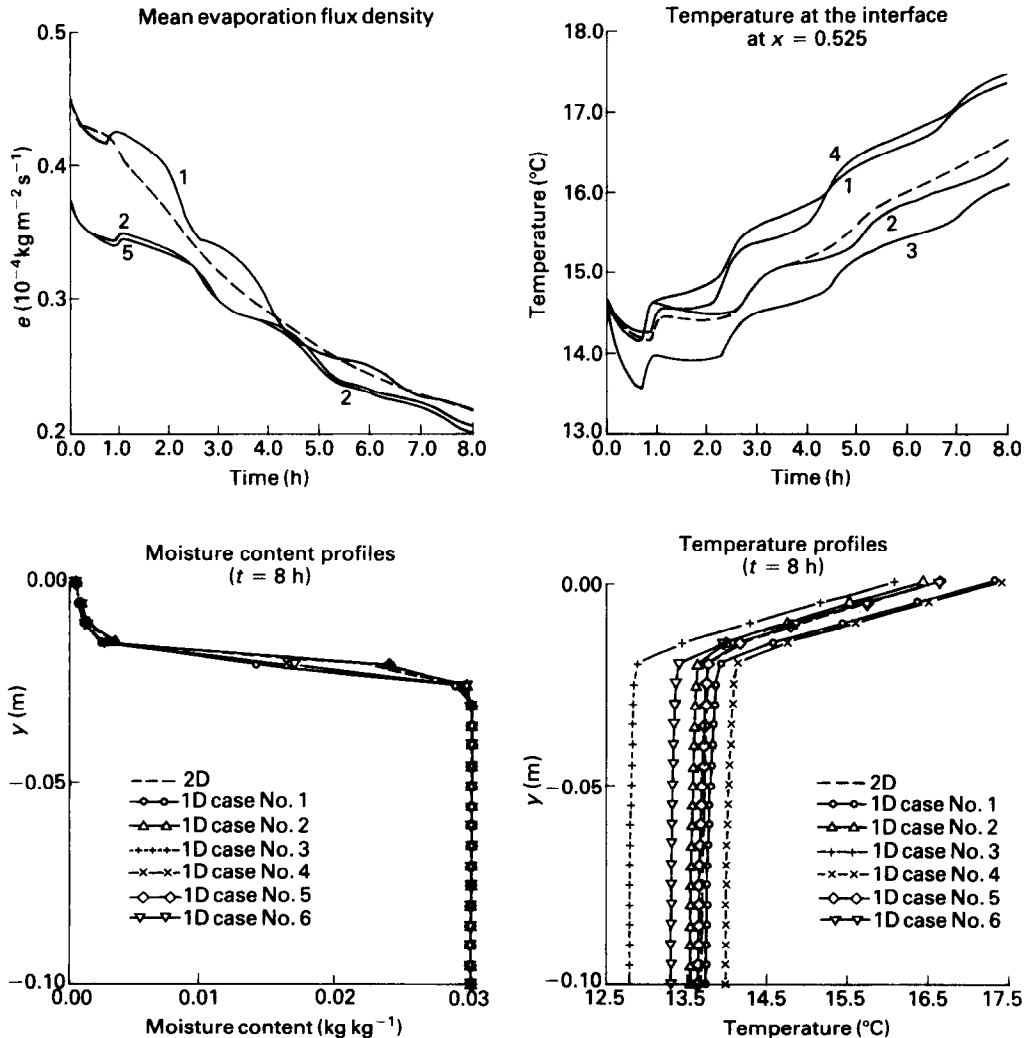 Mean evaporation flux density
0.5
0.4
0.3
0.2
e (10⁻⁴ kg m⁻² s⁻¹)
1
2
5
2
0.0 1.0 2.0 3.0 4.0 5.0 6.0 7.0 8.0
Time (h)
Temperature at the interface
at x = 0.525
18.0
17.0
16.0
15.0
14.0
13.0
Temperature (°C)
4
1
2
3
0.0 1.0 2.0 3.0 4.0 5.0 6.0 7.0 8.0
Time (h)
Moisture content profiles
(t = 8 h)
0.00
−0.05
−0.10
y (m)
2D
1D case No. 1
1D case No. 2
1D case No. 3
1D case No. 4
1D case No. 5
1D case No. 6
0.00 0.01 0.02 0.03
Moisture content (kg kg⁻¹)
Temperature profiles
(t = 8 h)
0.00
−0.05
−0.10
y (m)
2D
1D case No. 1
1D case No. 2
1D case No. 3
1D case No. 4
1D case No. 5
1D case No. 6
12.5 13.5 14.5 15.5 16.5 17.5
Temperature (°C)